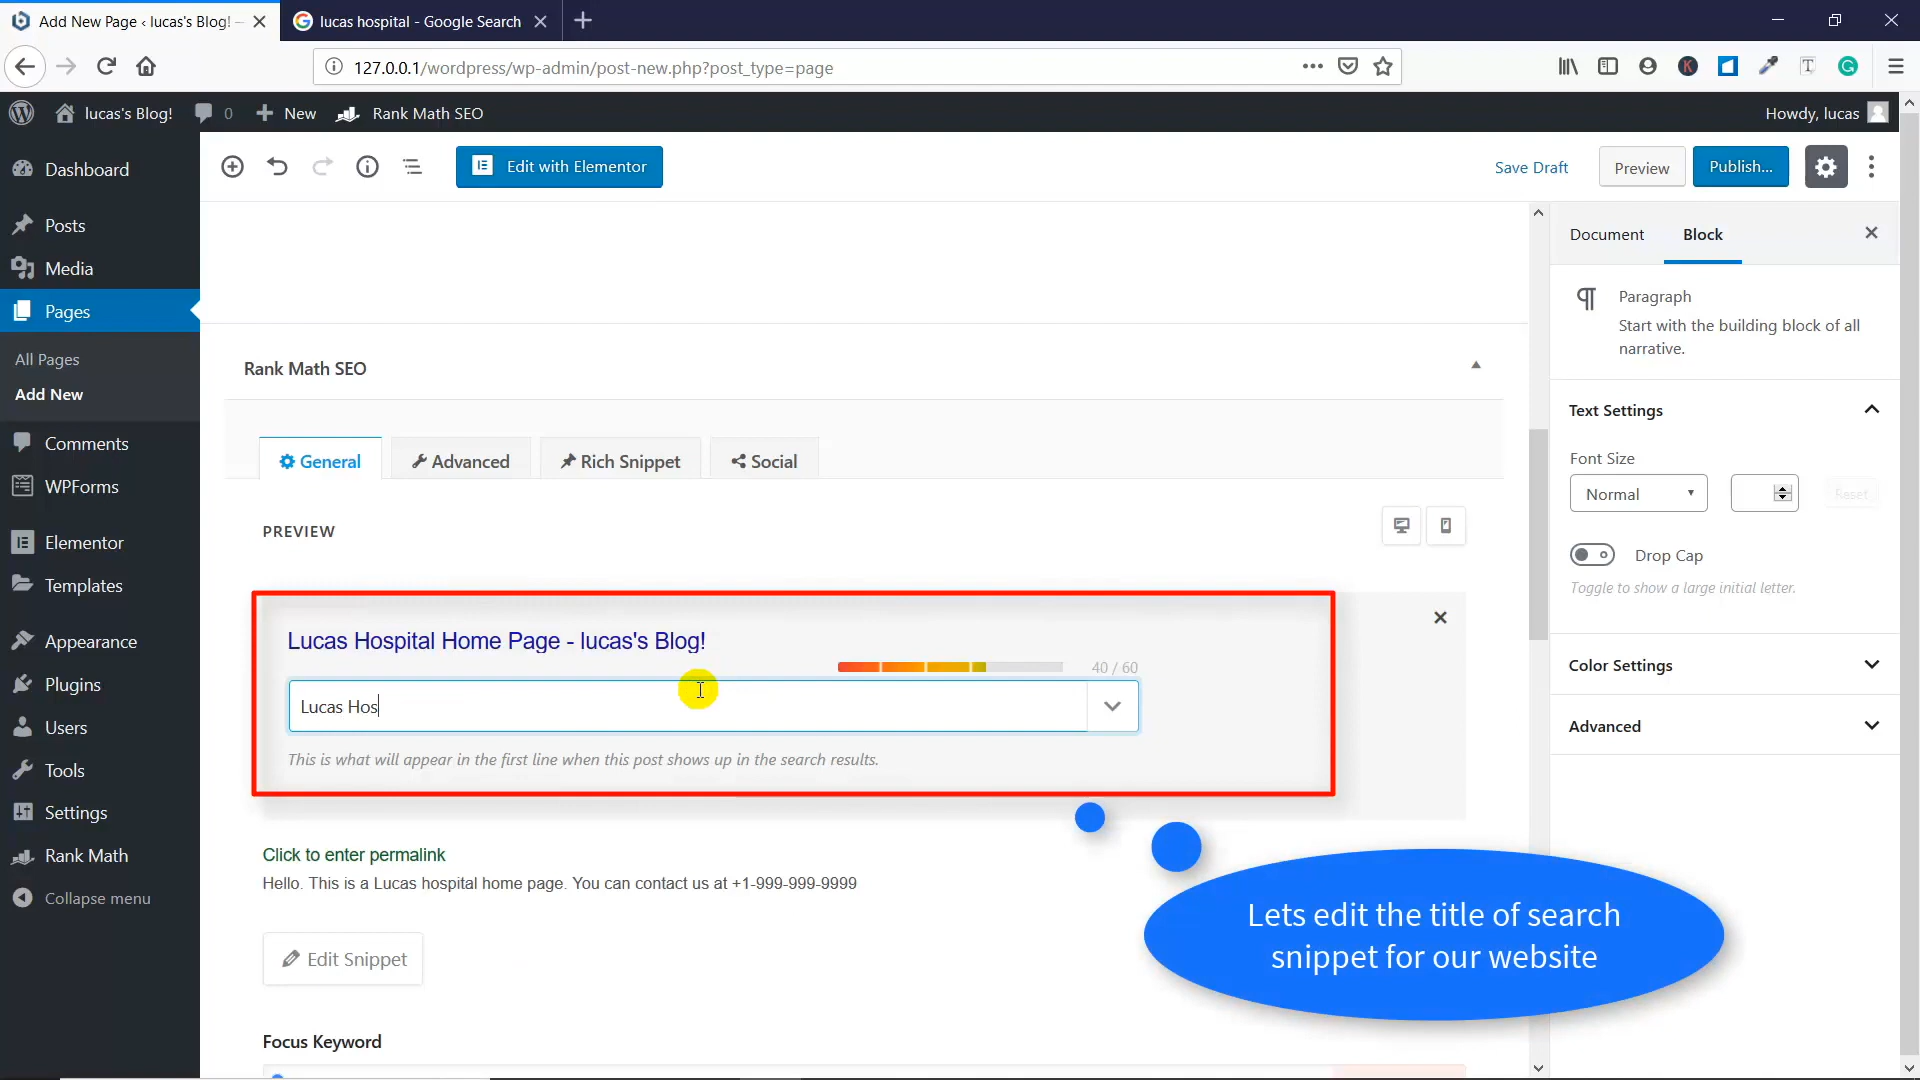 Add New Page ‹ lucas's Blog! —
lucas hospital - Google Search
127.0.0.1/wordpress/wp-admin/post-new.php?post_type=page
lucas's Blog!
0
New
Rank Math SEO
Howdy, lucas
Dashboard
Posts
Media
Pages
All Pages
Add New
Comments
WPForms
Elementor
Templates
Appearance
Plugins
Users
Tools
Settings
Rank Math
Collapse menu
Edit with Elementor
Save Draft
Preview
Publish...
Rank Math SEO
General
Advanced
Rich Snippet
Social
PREVIEW
Lucas Hospital Home Page - lucas's Blog!
40 / 60
Lucas Hos
This is what will appear in the first line when this post shows up in the search results.
Click to enter permalink
Hello. This is a Lucas hospital home page. You can contact us at +1-999-999-9999
Edit Snippet
Focus Keyword
Lets edit the title of search
snippet for our website
Document
Block
Paragraph
Start with the building block of all
narrative.
Text Settings
Font Size
Normal
Reset
Drop Cap
Toggle to show a large initial letter.
Color Settings
Advanced